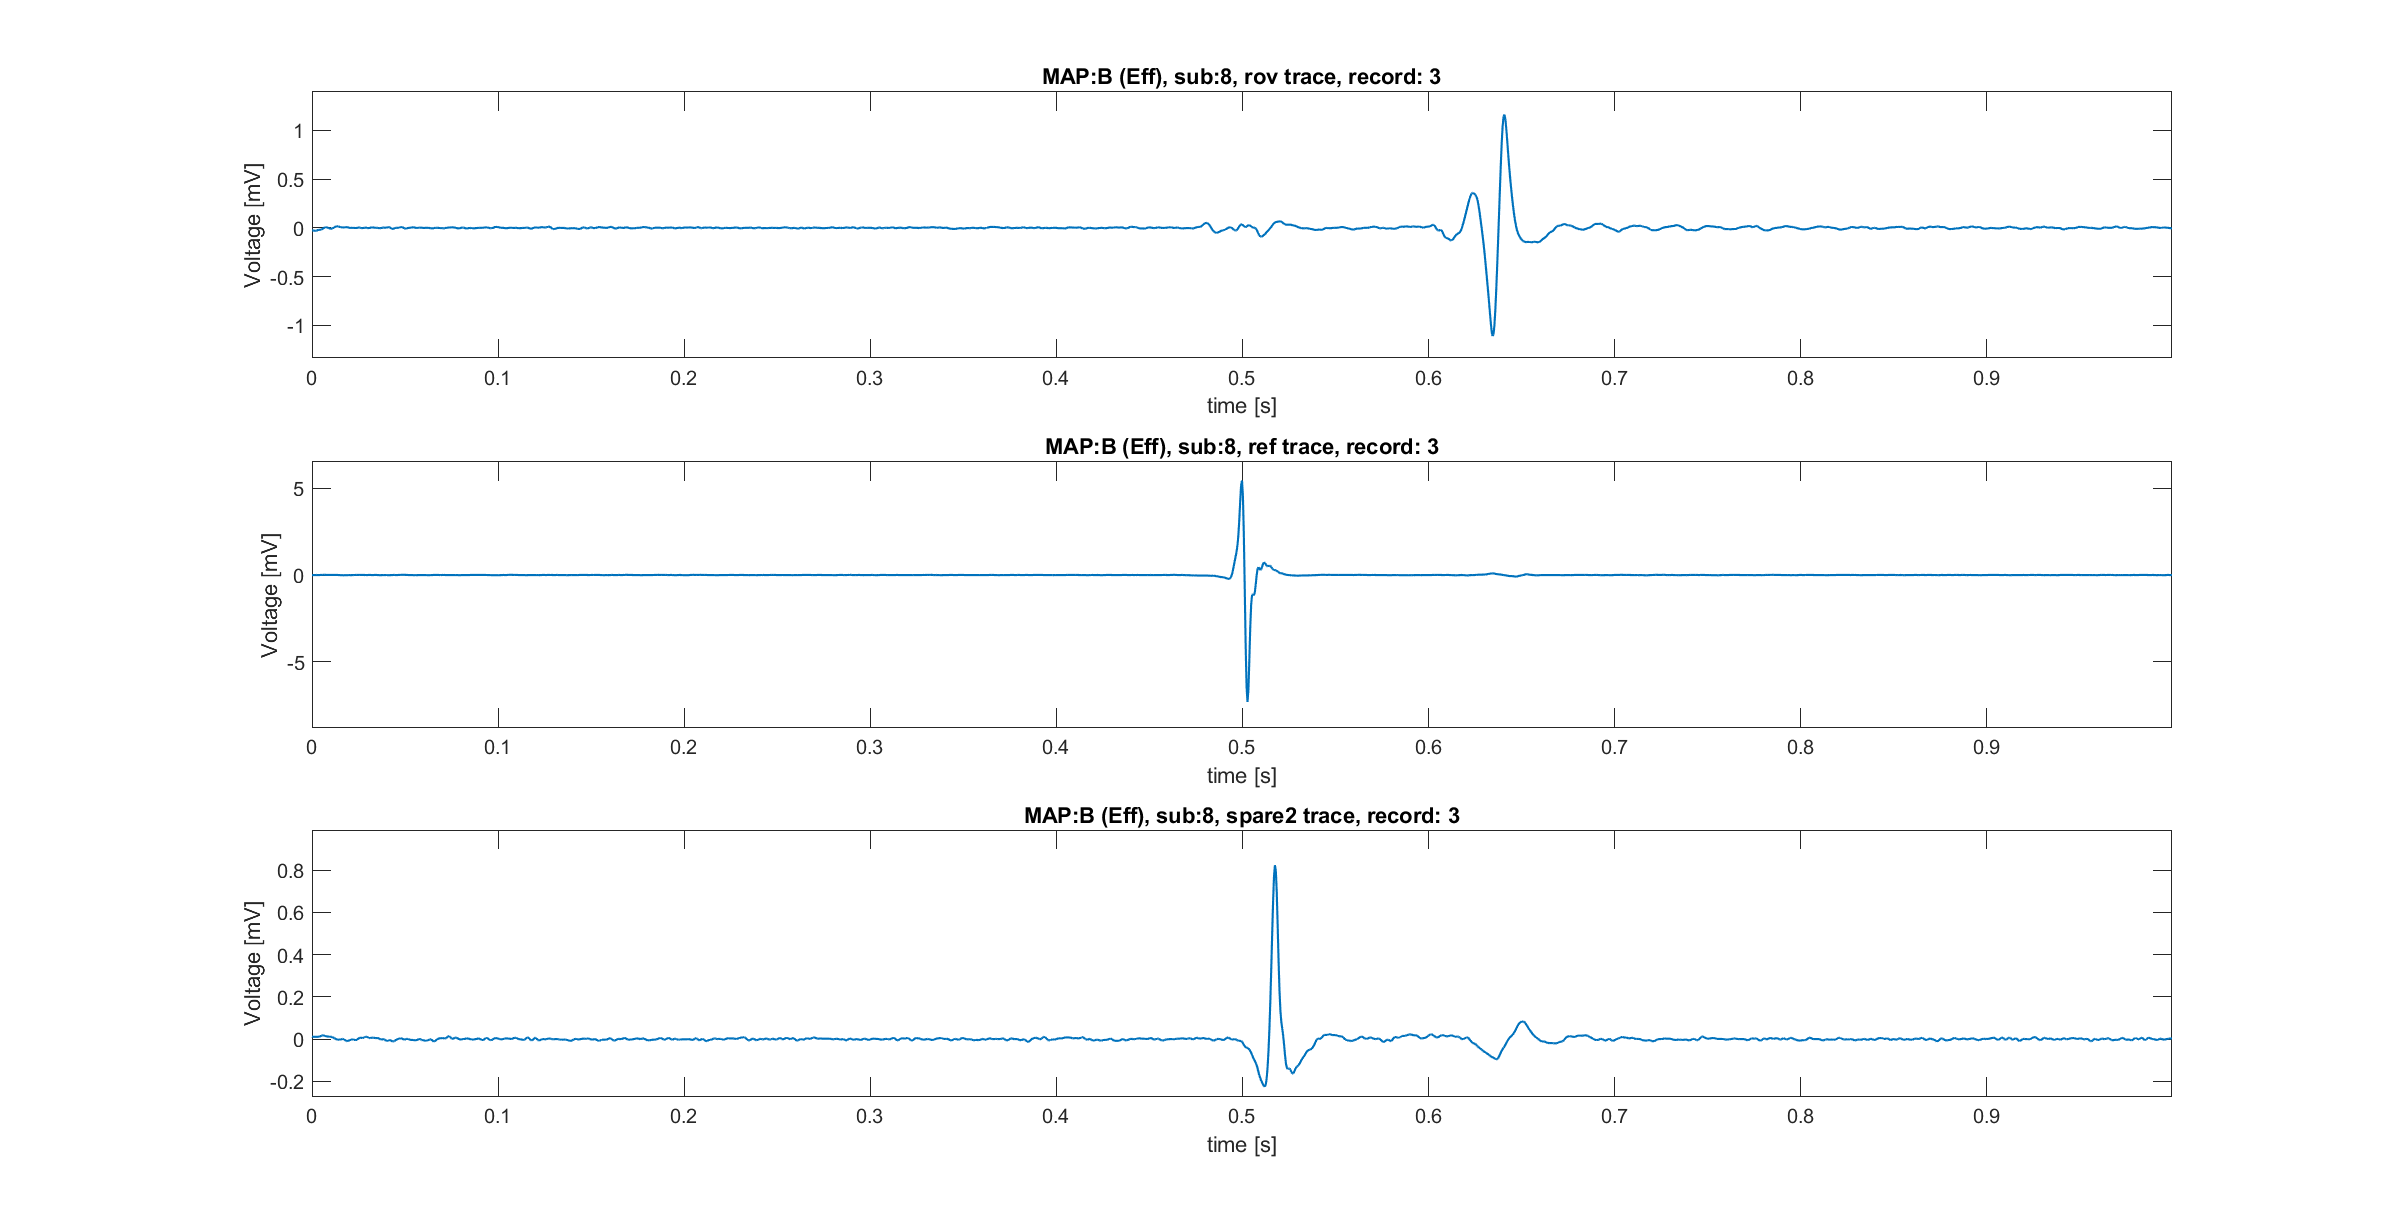 MAP:B (Eff), sub:8, rov trace, record: 3
Voltage [mV]
1
0.5
0
-0.5
-1
0 0.1 0.2 0.3 0.4 0.5 0.6 0.7 0.8 0.9
time [s]
MAP:B (Eff), sub:8, ref trace, record: 3
Voltage [mV]
5
0
-5
0 0.1 0.2 0.3 0.4 0.5 0.6 0.7 0.8 0.9
time [s]
MAP:B (Eff), sub:8, spare2 trace, record: 3
Voltage [mV]
0.8
0.6
0.4
0.2
0
-0.2
0 0.1 0.2 0.3 0.4 0.5 0.6 0.7 0.8 0.9
time [s]